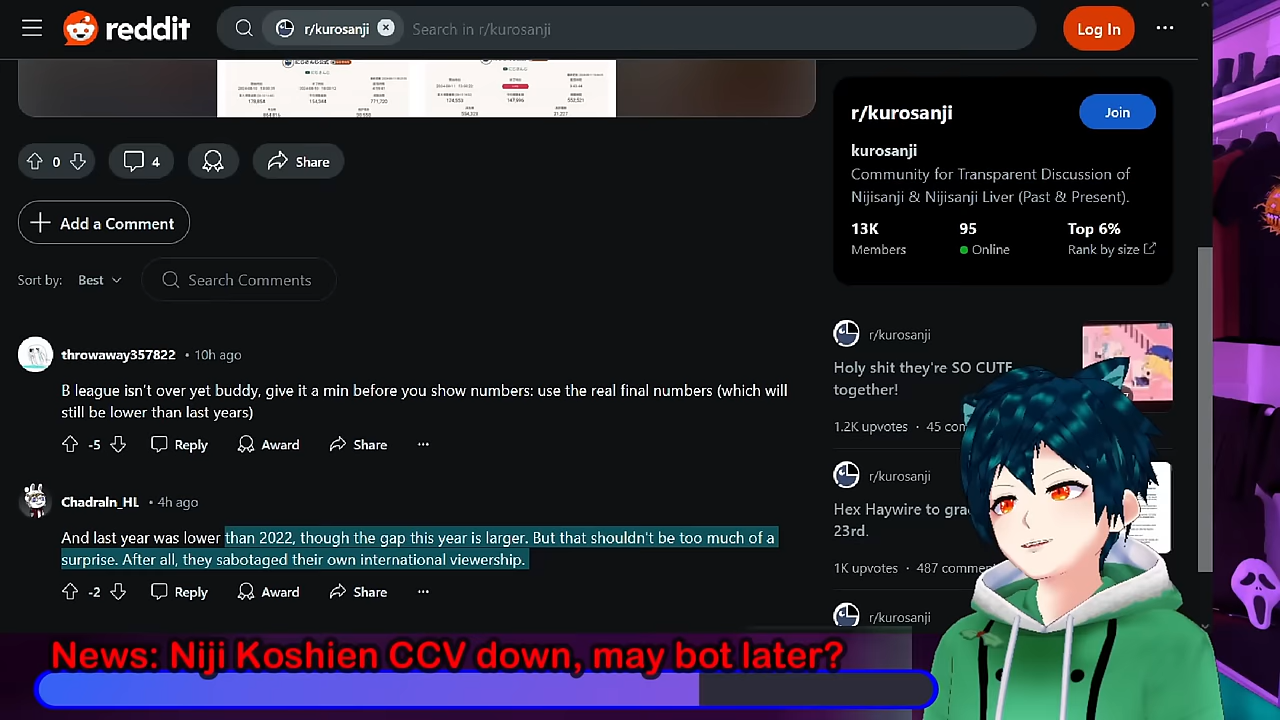 reddit
r/kurosanji
Search in r/kurosanji
Log In
r/kurosanji
Join
kurosanji
Community for Transparent Discussion of
Nijisanji & Nijisanji Liver (Past & Present).
13K
95
Top 6%
Members
Online
Rank by size
0
4
Share
Add a Comment
Sort by:
Best
Search Comments
throwaway357822
• 10h ago
B league isn't over yet buddy, give it a min before you show numbers: use the real final numbers (which will
still be lower than last years)
-5
Reply
Award
Share
Chadraln_HL
• 4h ago
And last year was lower than 2022, though the gap this year is larger. But that shouldn't be too much of a
surprise. After all, they sabotaged their own international viewership.
-2
Reply
Award
Share
r/kurosanji
Holy shit they're SO CUTE
together!
1.2K upvotes · 45 com
r/kurosanji
Hex Haywire to gra
23rd.
1K upvotes · 487 commen
r/kurosanji
News: Niji Koshien CCV down, may bot later?